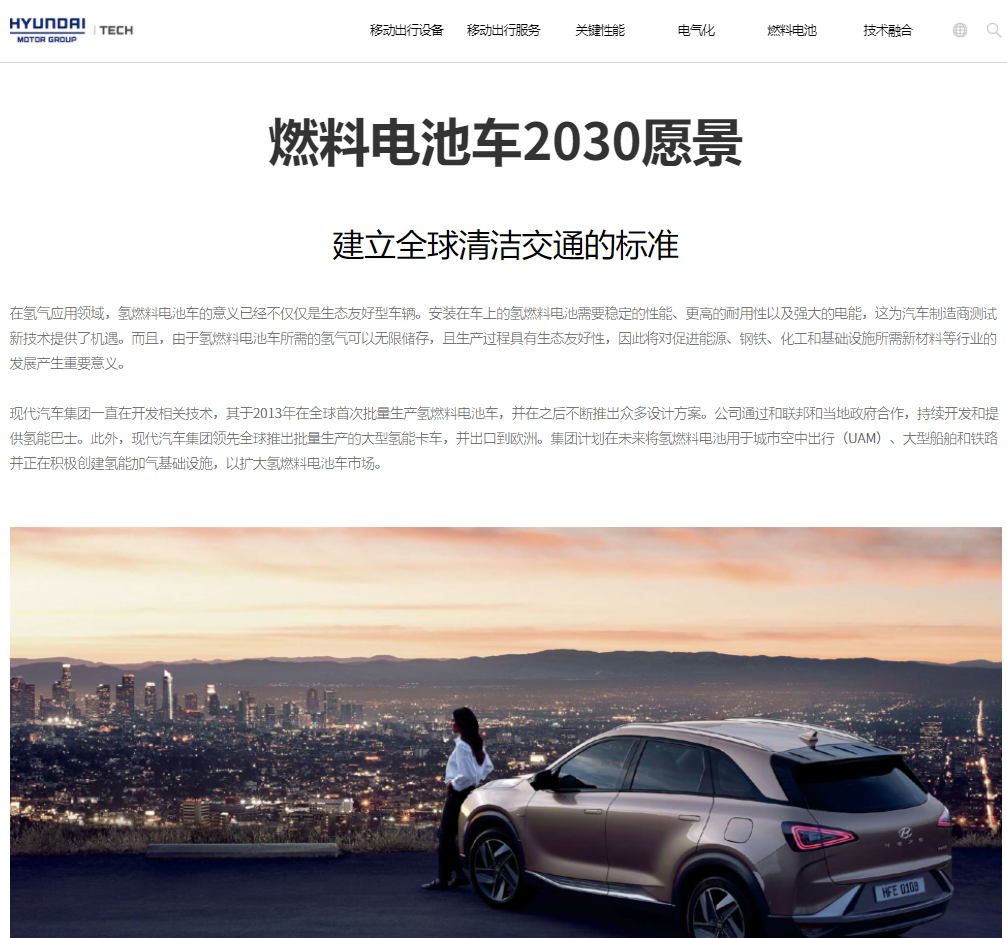 HYUNDAI
MOTOR GROUP
TECH
移动出行设备 移动出行服务 关键性能 电气化 燃料电池 技术融合
燃料电池车2030愿景
建立全球清洁交通的标准
在氢气应用领域，氢燃料电池车的意义已经不仅仅是生态友好型车辆。安装在车上的氢燃料电池需要稳定的性能、更高的耐用性以及强大的电能，这为汽车制造商测试
新技术提供了机遇。而且，由于氢燃料电池车所需的氢气可以无限储存，且生产过程具有生态友好性，因此将对促进能源、钢铁、化工和基础设施所需新材料等行业的
发展产生重要意义。
现代汽车集团一直在开发相关技术，其于2013年在全球首次批量生产氢燃料电池车，并在之后不断推出众多设计方案。公司通过和联邦和当地政府合作，持续开发和提
供氢能巴士。此外，现代汽车集团领先全球推出批量生产的大型氢能卡车，并出口到欧洲。集团计划在未来将氢燃料电池用于城市空中出行（UAM）、大型船舶和铁路
并正在积极创建氢能加气基础设施，以扩大氢燃料电池车市场。
NEXO
HFE 0109